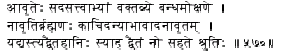 आवृतेः सदसत्त्वाभ्यां वक्तव्ये बन्धमोक्षणे ।
नावृतिर्ब्रह्मणः काचिदन्याभावादनावृतम् ।
यद्यस्त्यद्वैतहानिः स्याद् द्वैतं नो सहते श्रुतिः ॥ ५७० ॥